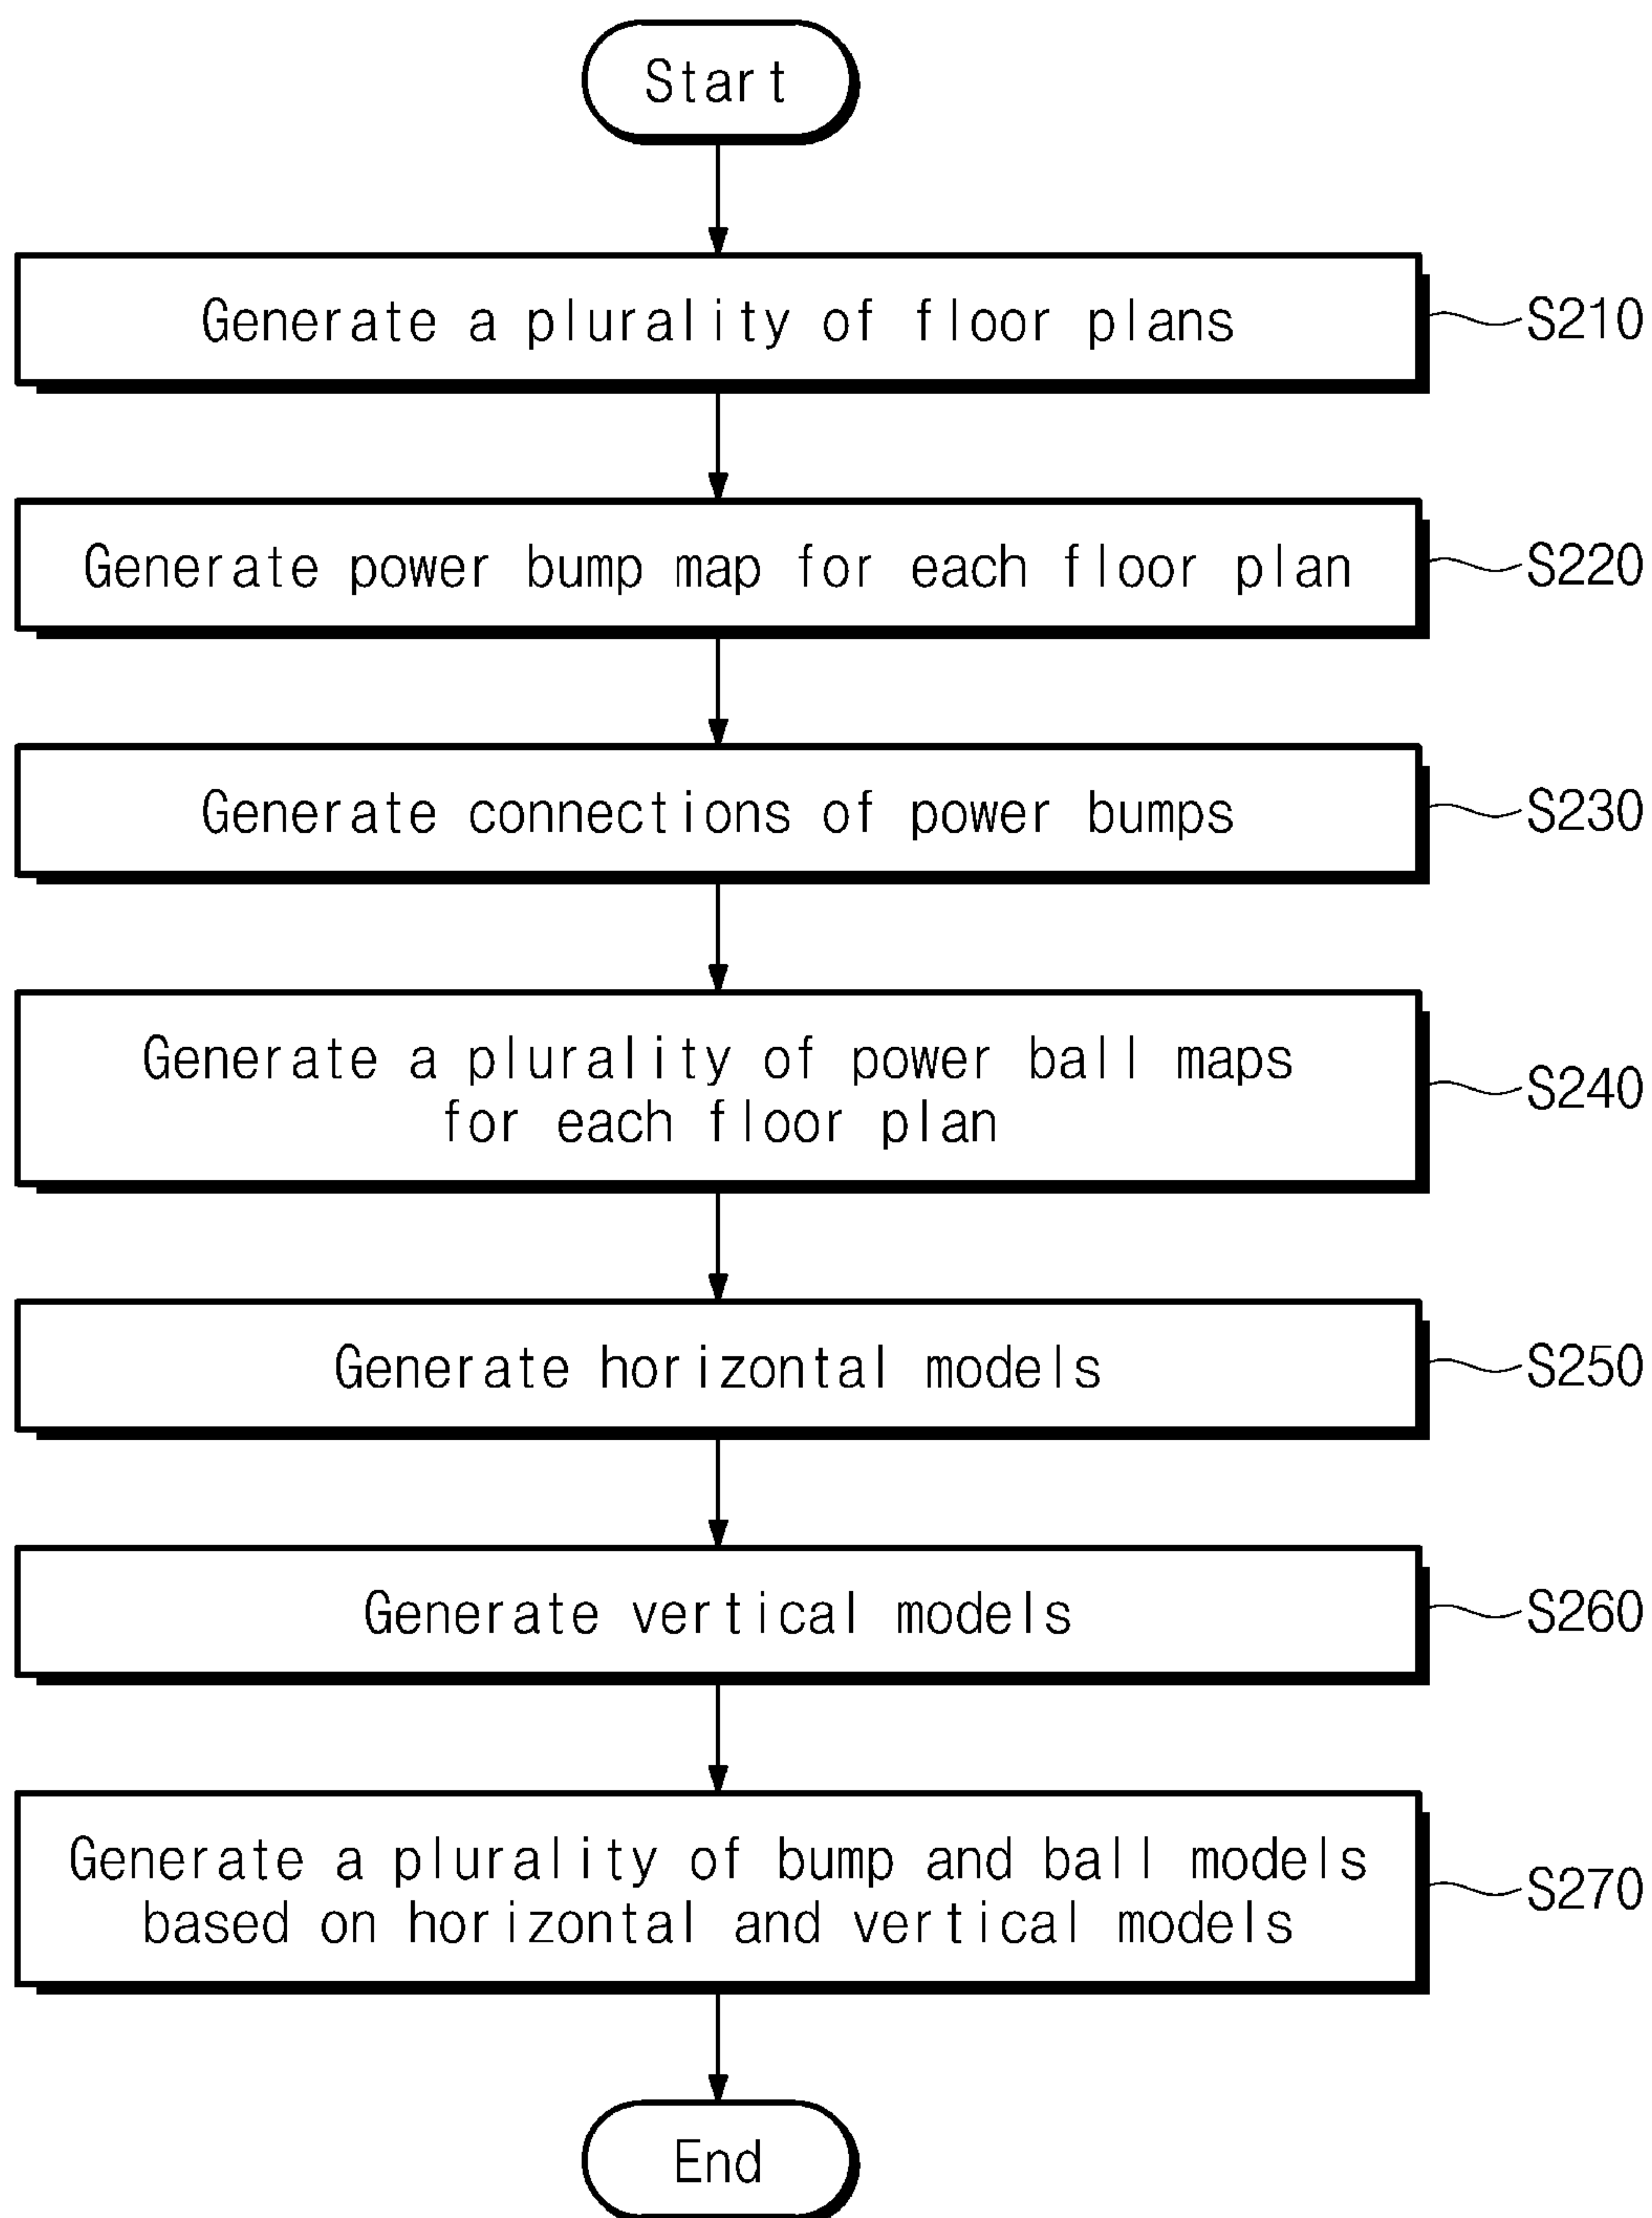 Start
Generate a plurality of floor plans
S210
Generate power bump map for each floor plan
S220
Generate connections of power bumps
S230
Generate a plurality of power ball maps
for each floor plan
S240
Generate horizontal models
S250
Generate vertical models
S260
Generate a plurality of bump and ball models
based on horizontal and vertical models
S270
End